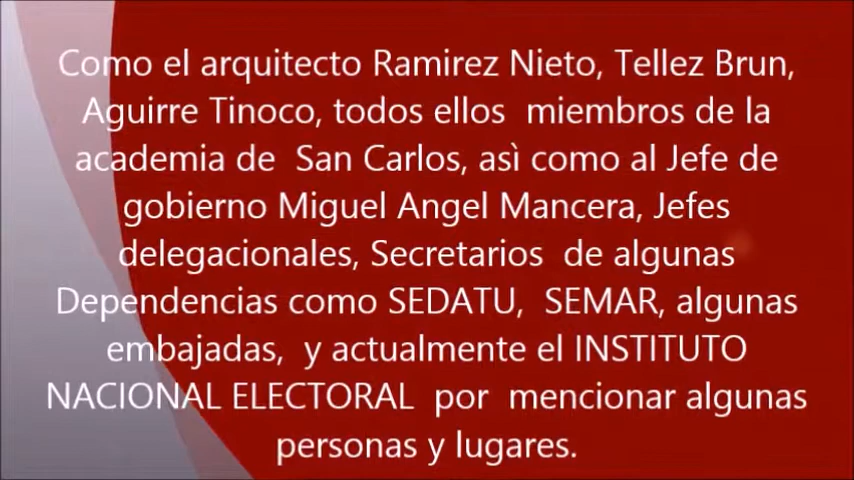 Como el arquitecto Ramirez Nieto, Tellez Brun,
Aguirre Tinoco, todos ellos  miembros de la
academia de  San Carlos, asì como al Jefe de
gobierno Miguel Angel Mancera, Jefes
delegacionales, Secretarios  de algunas
Dependencias como SEDATU,  SEMAR, algunas
embajadas,  y actualmente el INSTITUTO
NACIONAL ELECTORAL  por  mencionar algunas
personas y lugares.